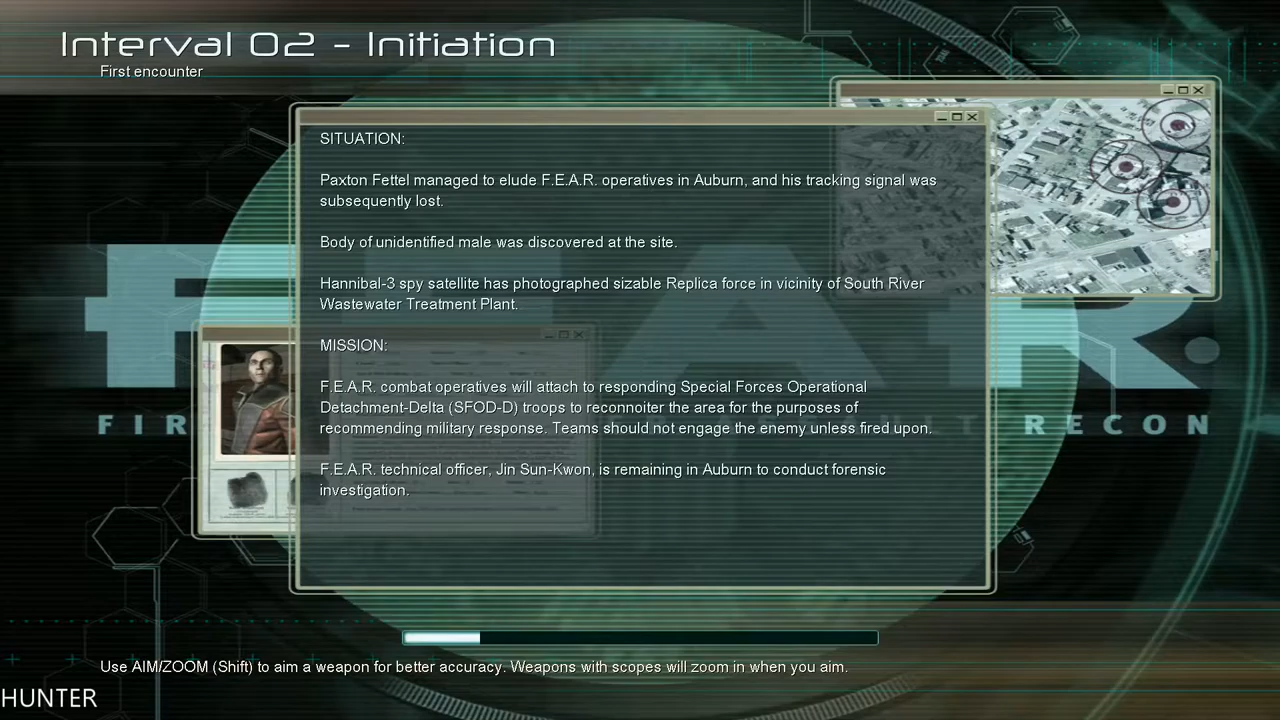 Interval 02 - Initiation
First encounter
SITUATION:
Paxton Fettel managed to elude F.E.A.R. operatives in Auburn, and his tracking signal was
subsequently lost.
Body of unidentified male was discovered at the site.
Hannibal-3 spy satellite has photographed sizable Replica force in vicinity of South River
Wastewater Treatment Plant.
MISSION:
F.E.A.R. combat operatives will attach to responding Special Forces Operational
Detachment-Delta (SFOD-D) troops to reconnoiter the area for the purposes of
recommending military response. Teams should not engage the enemy unless fired upon.
F.E.A.R. technical officer, Jin Sun-Kwon, is remaining in Auburn to conduct forensic
investigation.
F.E.A.R.
RECON
Use AIM/ZOOM (Shift) to aim a weapon for better accuracy. Weapons with scopes will zoom in when you aim.
HUNTER